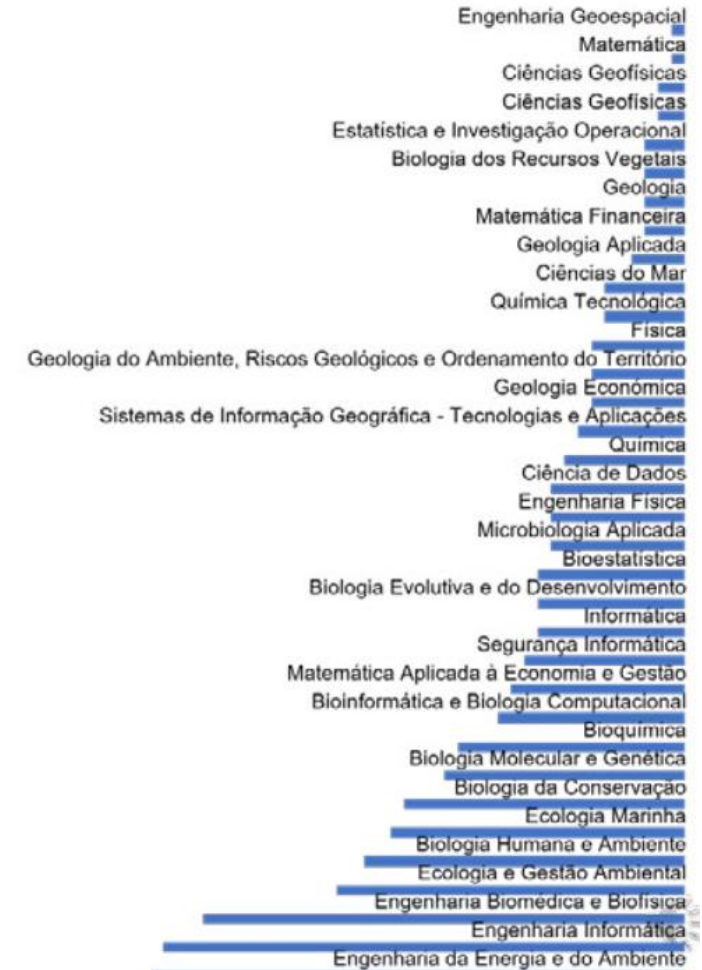 Engenharia Geoespacial
Matemática
Ciências Geofísicas
Ciências Geofísicas
Estatística e Investigação Operacional
Biologia dos Recursos Vegetais
Geologia
Matemática Financeira
Geologia Aplicada
Ciências do Mar
Química Tecnológica
Física
Geologia do Ambiente, Riscos Geológicos e Ordenamento do Território
Geologia Económica
Sistemas de Informação Geográfica - Tecnologias e Aplicações
Química
Ciência de Dados
Engenharia Física
Microbiologia Aplicada
Bioestatística
Biologia Evolutiva e do Desenvolvimento
Informática
Segurança Informática
Matemática Aplicada à Economia e Gestão
Bioinformática e Biologia Computacional
Bioquímica
Biologia Molecular e Genética
Biologia da Conservação
Ecologia Marinha
Biologia Humana e Ambiente
Ecologia e Gestão Ambiental
Engenharia Biomédica e Biofísica
Engenharia Informática
Engenharia da Energia e do Ambiente